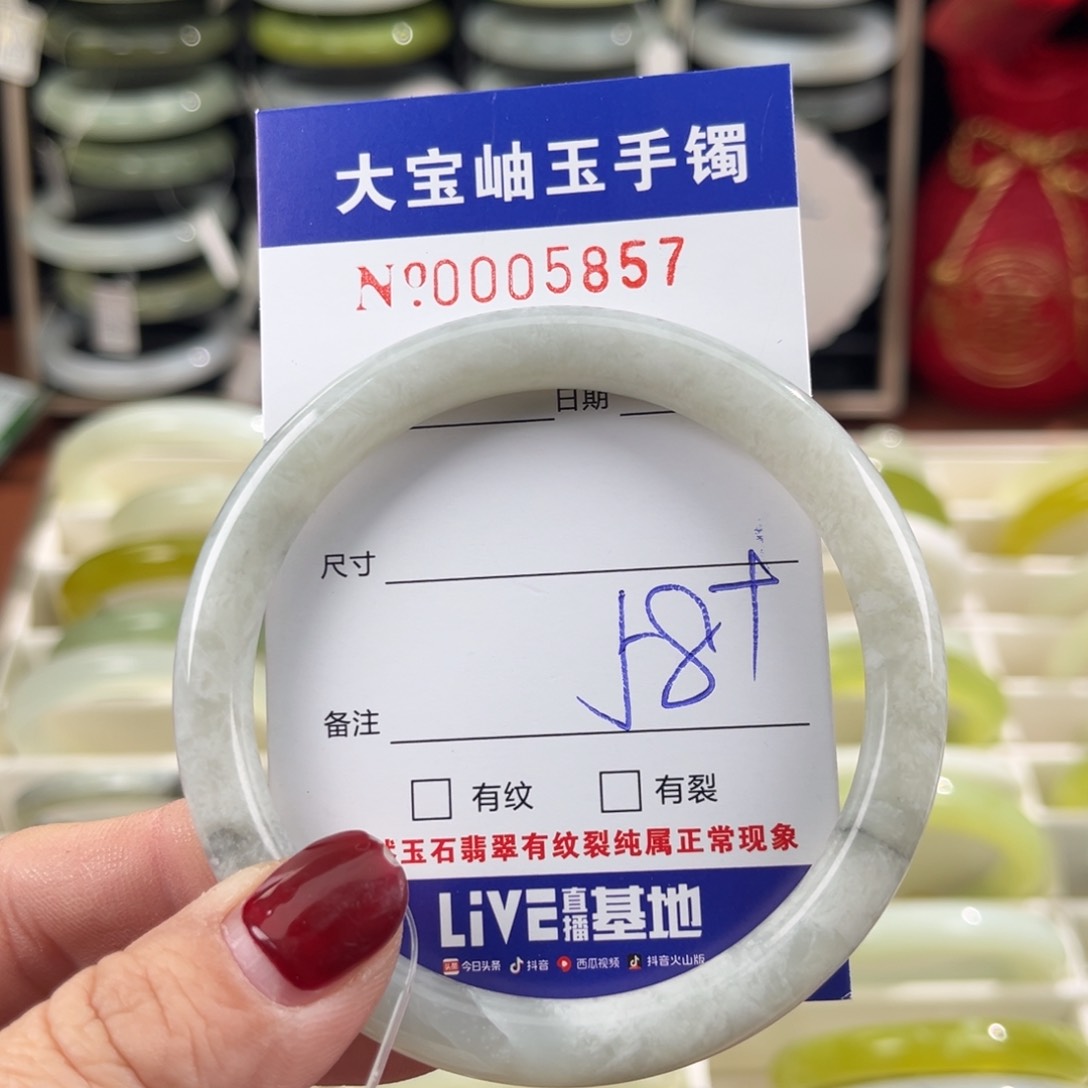 大宝岫玉手镯
№0005857
日期
尺寸
58↑
备注
有纹 有裂
玉石翡翠有纹裂纯属正常现象
LiVE直播基地
头条 今日头条 抖音 西瓜视频 抖音火山版